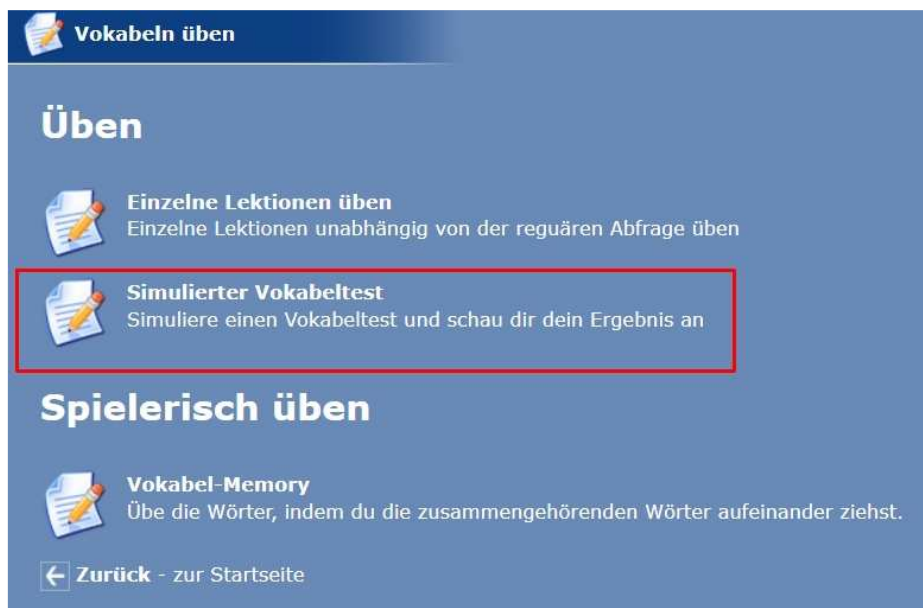 Vokabeln üben
Üben
Einzelne Lektionen üben
Einzelne Lektionen unabhängig von der reguären Abfrage üben
Simulierter Vokabeltest
Simuliere einen Vokabeltest und schau dir dein Ergebnis an
Spielerisch üben
Vokabel-Memory
Übe die Wörter, indem du die zusammengehörenden Wörter aufeinander ziehst.
Zurück - zur Startseite